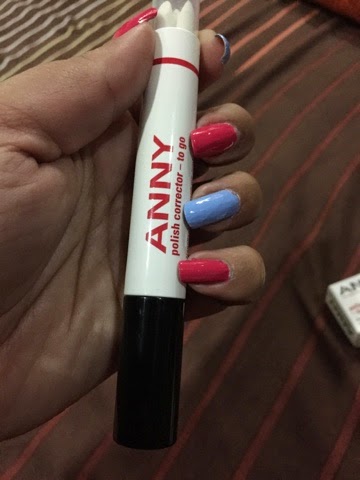 ANNY
polish corrector – to go